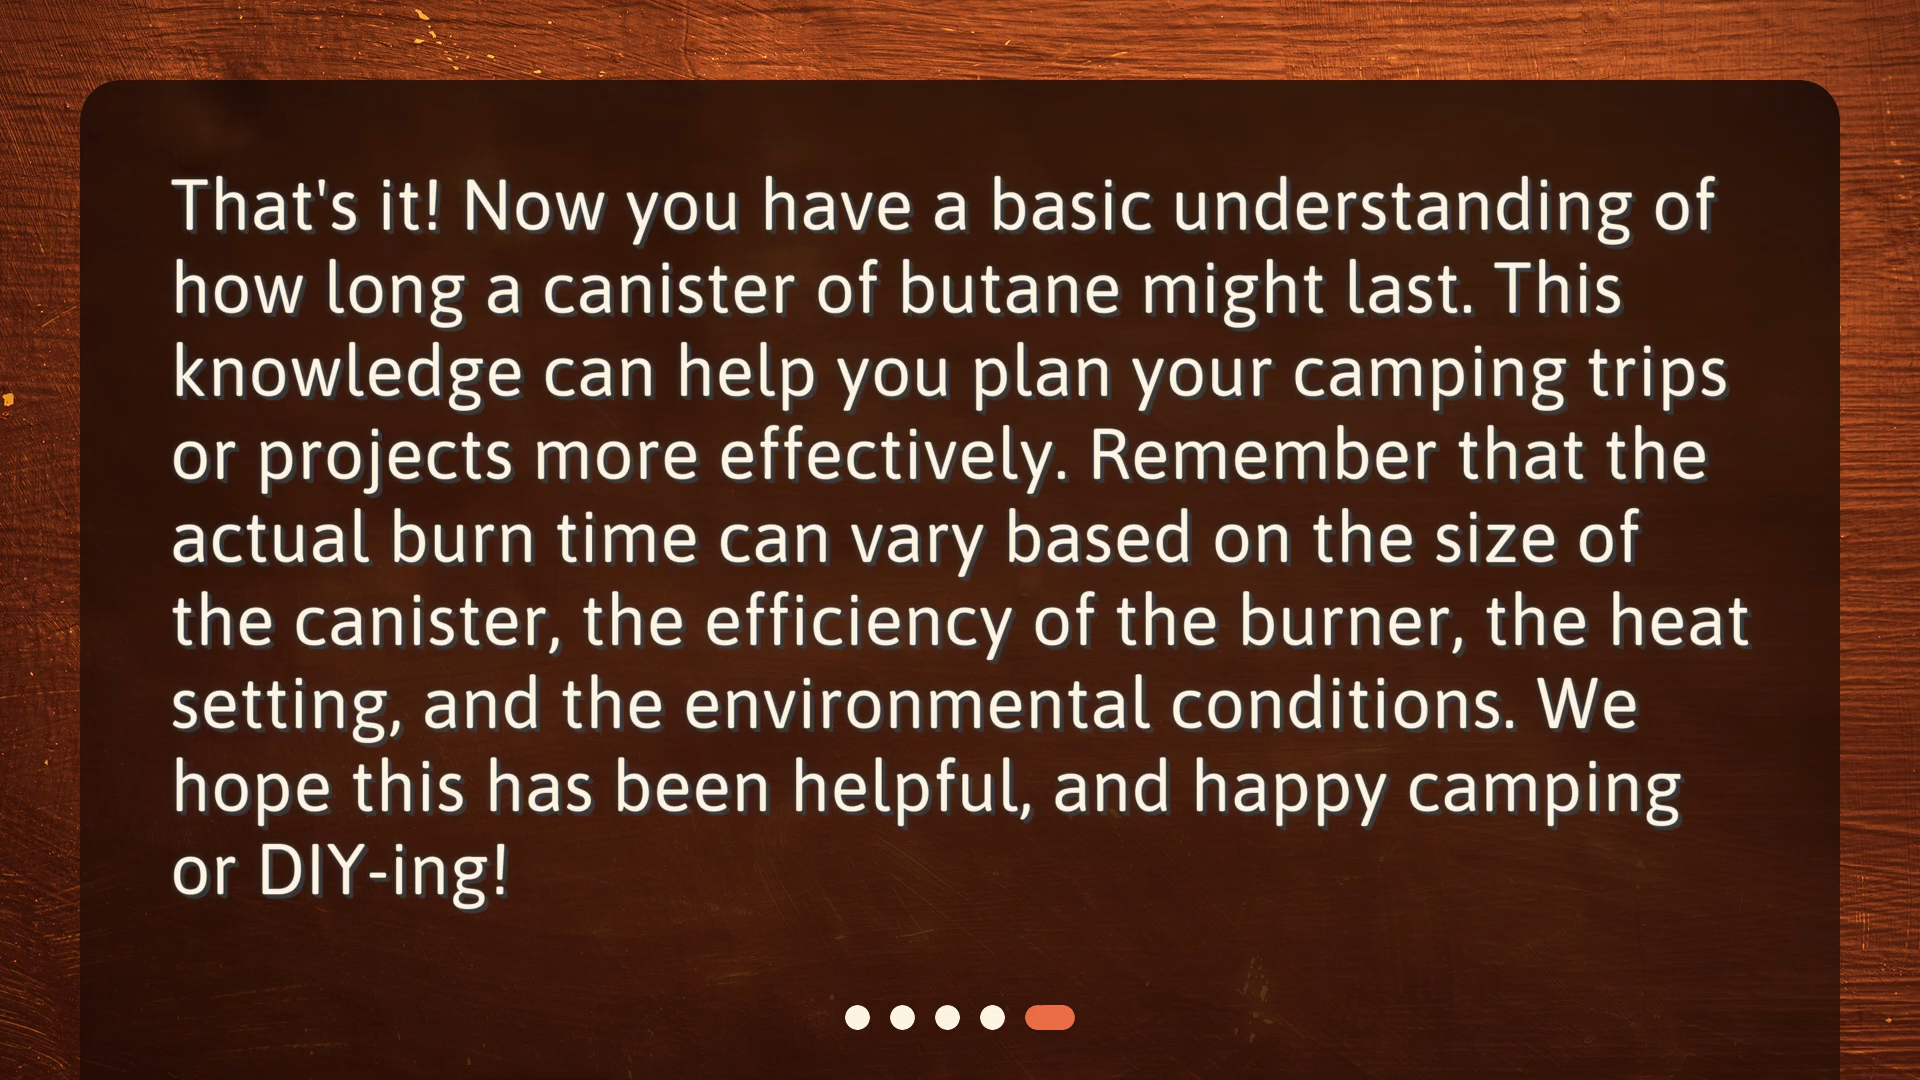 That's it! Now you have a basic understanding of
how long a canister of butane might last. This
knowledge can help you plan your camping trips
or projects more effectively. Remember that the
actual burn time can vary based on the size of
the canister, the efficiency of the burner, the heat
setting, and the environmental conditions. We
hope this has been helpful, and happy camping
or DIY-ing!